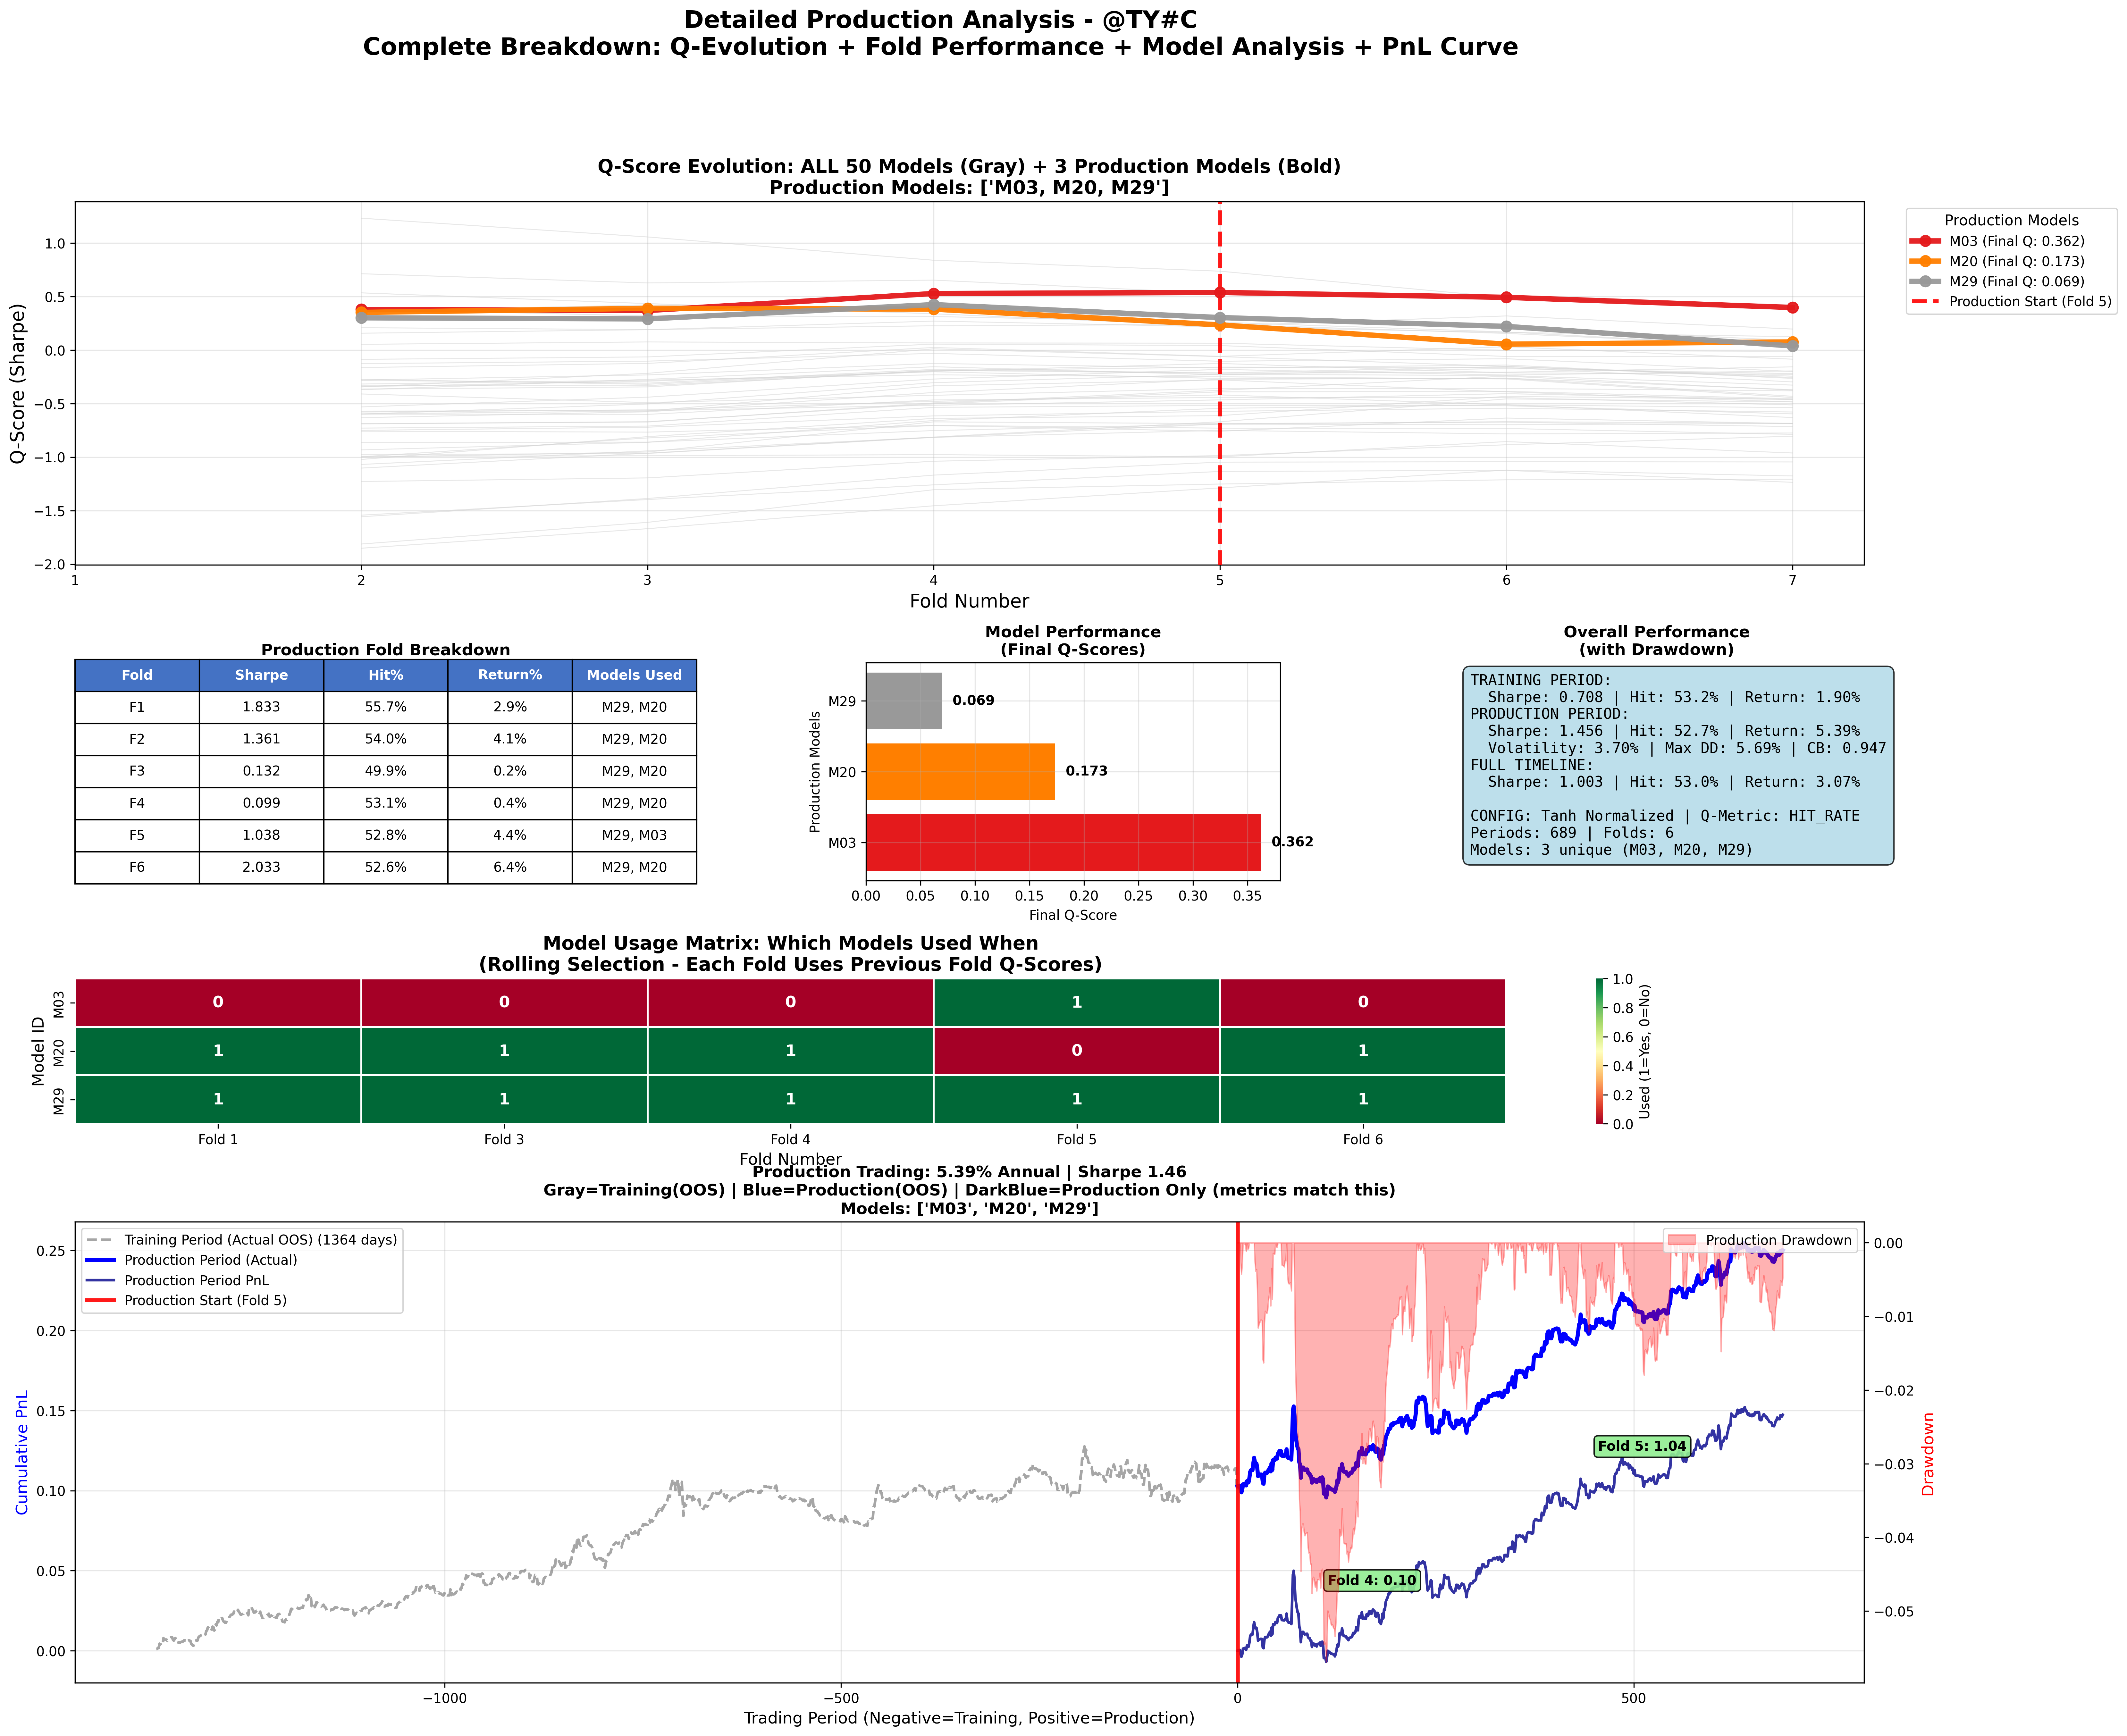 Detailed Production Analysis - @TY#C
Complete Breakdown: Q-Evolution + Fold Performance + Model Analysis + PnL Curve
Q-Score Evolution: ALL 50 Models (Gray) + 3 Production Models (Bold)
Production Models: ['M03, M20, M29']
Q-Score (Sharpe)
1.0
0.5
0.0
−0.5
−1.0
−1.5
−2.0
1 2 3 4 5 6 7
Fold Number
Production Models
M03 (Final Q: 0.362)
M20 (Final Q: 0.173)
M29 (Final Q: 0.069)
Production Start (Fold 5)
Production Fold Breakdown
Fold Sharpe Hit% Return% Models Used
F1 1.833 55.7% 2.9% M29, M20
F2 1.361 54.0% 4.1% M29, M20
F3 0.132 49.9% 0.2% M29, M20
F4 0.099 53.1% 0.4% M29, M20
F5 1.038 52.8% 4.4% M29, M03
F6 2.033 52.6% 6.4% M29, M20
Model Performance
(Final Q-Scores)
Production Models
M29 0.069
M20 0.173
M03 0.362
0.00 0.05 0.10 0.15 0.20 0.25 0.30 0.35
Final Q-Score
Overall Performance
(with Drawdown)
TRAINING PERIOD:
Sharpe: 0.708 | Hit: 53.2% | Return: 1.90%
PRODUCTION PERIOD:
Sharpe: 1.456 | Hit: 52.7% | Return: 5.39%
Volatility: 3.70% | Max DD: 5.69% | CB: 0.947
FULL TIMELINE:
Sharpe: 1.003 | Hit: 53.0% | Return: 3.07%
CONFIG: Tanh Normalized | Q-Metric: HIT_RATE
Periods: 689 | Folds: 6
Models: 3 unique (M03, M20, M29)
Model Usage Matrix: Which Models Used When
(Rolling Selection - Each Fold Uses Previous Fold Q-Scores)
Model ID
M03 0 0 0 1 0
M20 1 1 1 0 1
M29 1 1 1 1 1
Fold 1 Fold 3 Fold 4 Fold 5 Fold 6
Fold Number
1.0
0.8
0.6
0.4
0.2
0.0
Used (1=Yes, 0=No)
Production Trading: 5.39% Annual | Sharpe 1.46
Gray=Training(OOS) | Blue=Production(OOS) | DarkBlue=Production Only (metrics match this)
Models: ['M03', 'M20', 'M29']
Cumulative PnL
0.25
0.20
0.15
0.10
0.05
0.00
Training Period (Actual OOS) (1364 days)
Production Period (Actual)
Production Period PnL
Production Start (Fold 5)
Production Drawdown
Fold 5: 1.04
Fold 4: 0.10
0.00
−0.01
−0.02
−0.03
−0.04
−0.05
Drawdown
−1000 −500 0 500
Trading Period (Negative=Training, Positive=Production)